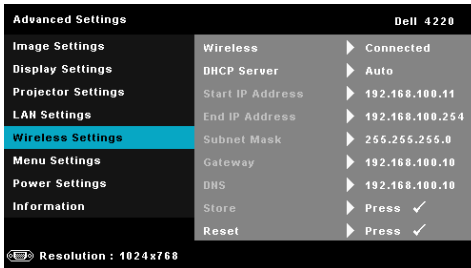 Advanced Settings Dell 4220
Image Settings
Display Settings
Projector Settings
LAN Settings
Wireless Settings
Menu Settings
Power Settings
Information
Wireless Connected
DHCP Server Auto
Start IP Address 192.168.100.11
End IP Address 192.168.100.254
Subnet Mask 255.255.255.0
Gateway 192.168.100.10
DNS 192.168.100.10
Store Press ✓
Reset Press ✓
Resolution : 1024x768